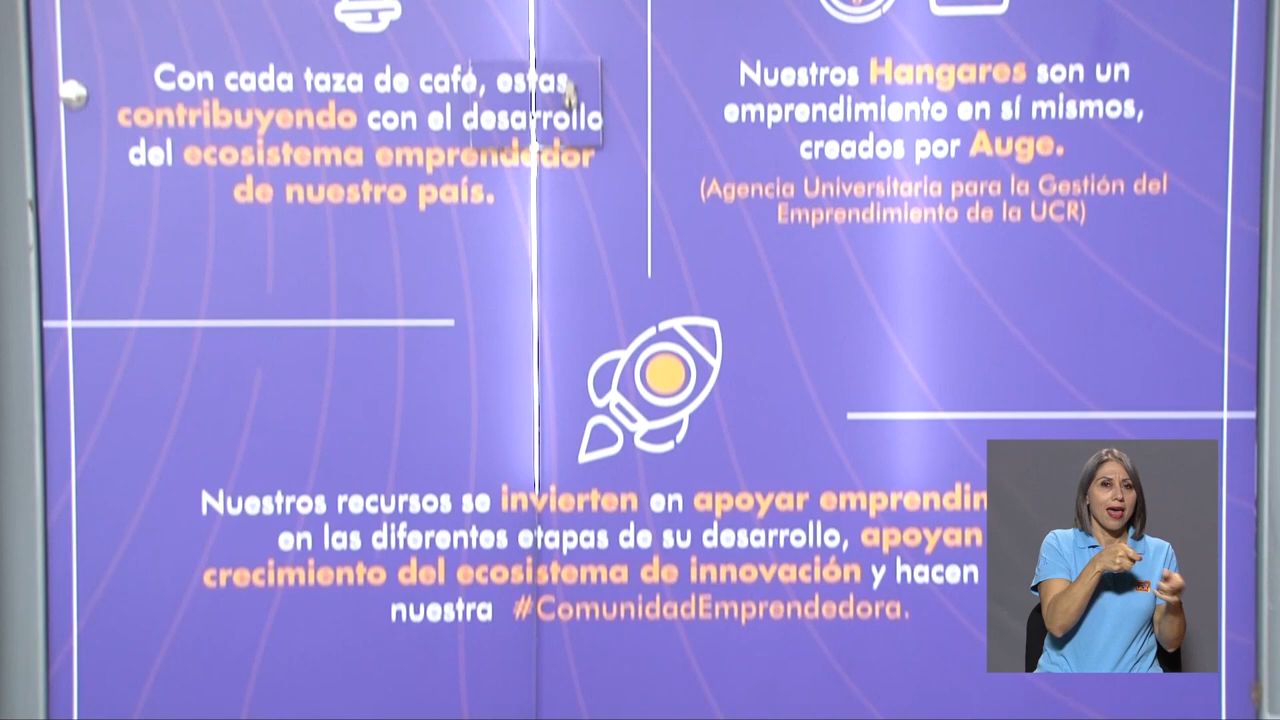 Con cada taza de café, estas
contribuyendo con el desarrollo
del ecosistema emprendedor
de nuestro país.
Nuestros Hangares son un
emprendimiento en sí mismos,
creados por Auge.
(Agencia Universitaria para la Gestión del
Emprendimiento de la UCR)
Nuestros recursos se invierten en apoyar
en las diferentes etapas de su desarrollo, apoyan
crecimiento del ecosistema de innovación y hacen
nuestra #ComunidadEmprendedora.